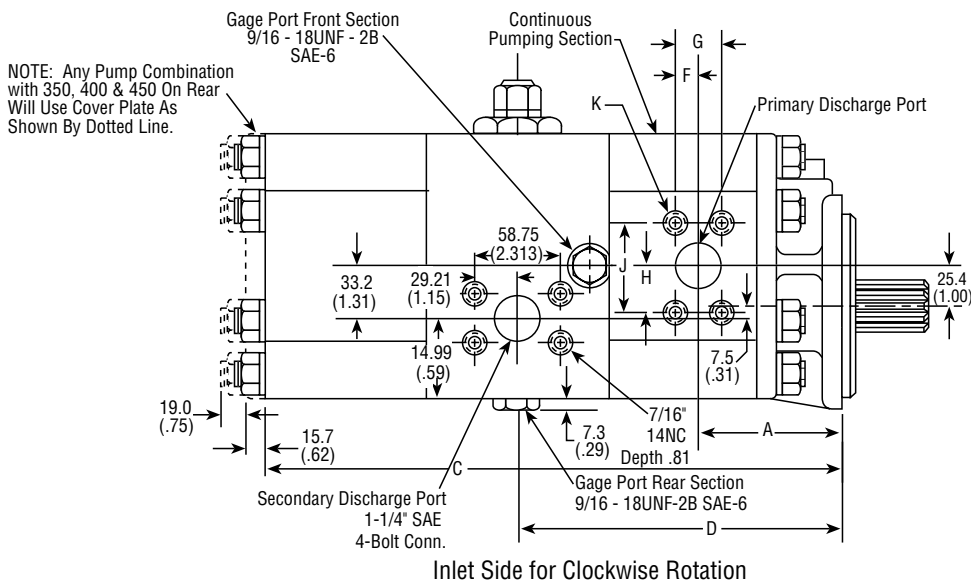 Gage Port Front Section
9/16 - 18UNF - 2B
SAE-6
Continuous
Pumping Section
G
F
NOTE: Any Pump Combination
with 350, 400 & 450 On Rear
Will Use Cover Plate As
Shown By Dotted Line.
K
Primary Discharge Port
58.75
(2.313)
33.2
(1.31)
29.21
(1.15)
J
H
25.4
(1.00)
14.99
(.59)
7.5
(.31)
19.0
(.75)
15.7
(.62)
7.3
(.29)
7/16"
14NC
Depth .81
A
C
Gage Port Rear Section
9/16 - 18UNF-2B SAE-6
Secondary Discharge Port
1-1/4" SAE
4-Bolt Conn.
D
Inlet Side for Clockwise Rotation